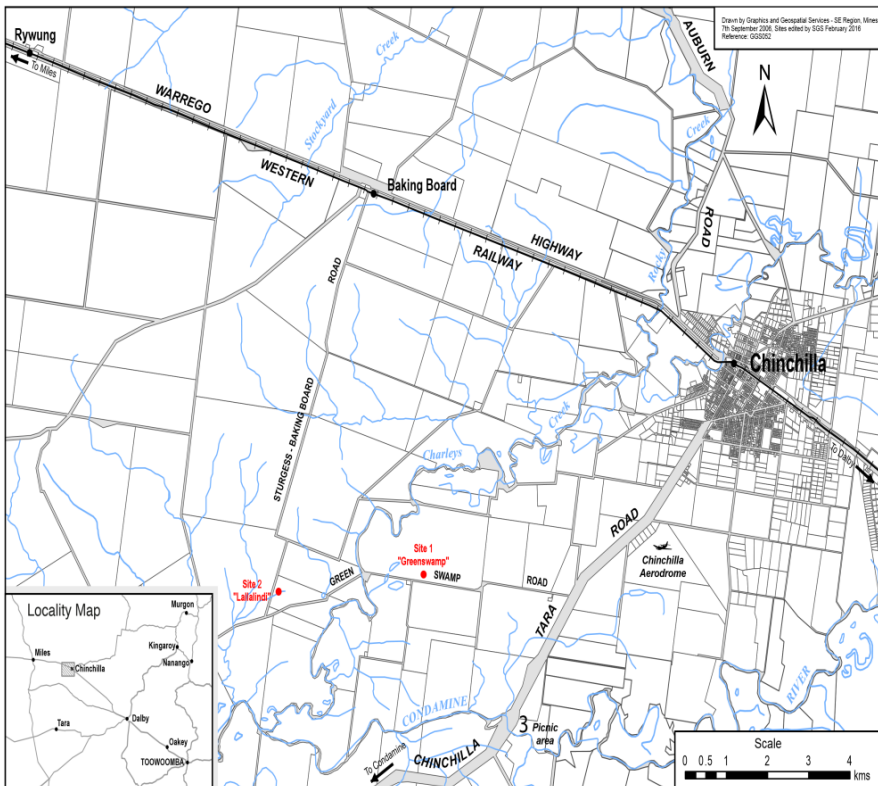 Drawn by Graphics and Geospatial Services - SE Region, Mines
7th September 2006, Sites edited by SGS February 2016
Reference: GGS052
Rywung
To Miles
Creek
AUBURN
N
WARREGO
Stockyard
Creek
WESTERN
Baking Board
ROAD
HIGHWAY
RAILWAY
Rocky
ROAD
Chinchilla
STURGESS - BAKING BOARD
Creek
Charleys
To Dalby
ROAD
Site 1
"Greenswamp"
Chinchilla
Aerodrome
Site 2
"Lallalindi"
GREEN
SWAMP
ROAD
TARA
RIVER
CONDAMINE
3 Picnic
area
CHINCHILLA
To Condamine
Locality Map
Murgon
Miles
Kingaroy
Chinchilla
Nanango
Dalby
Tara
Oakey
TOOWOOMBA
Scale
0 0.5 1 2 3 4
kms